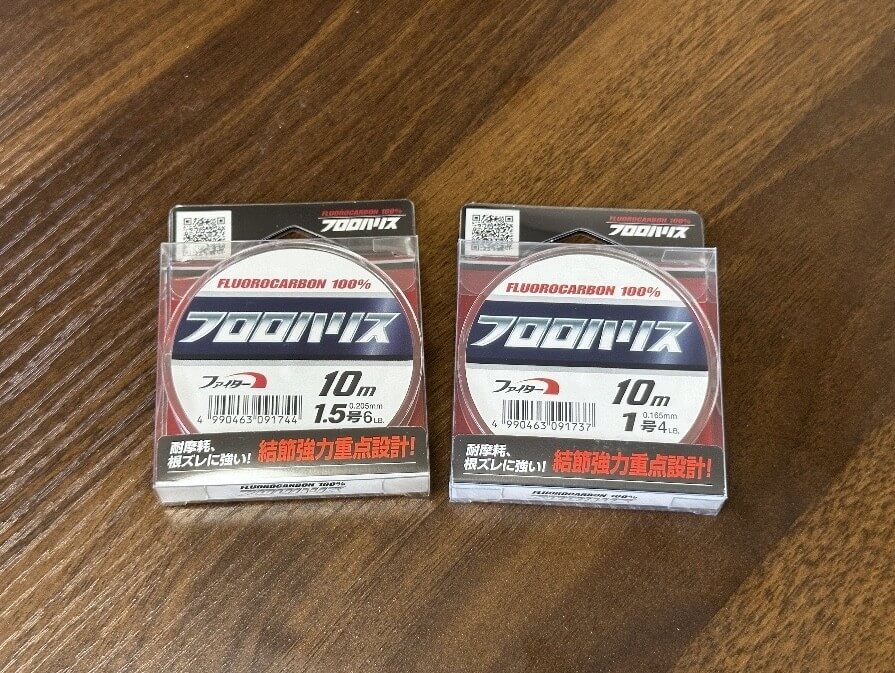 FLUOROCARBON 100%
フロロハリス
FLUOROCARBON 100%
フロロハリス
ファイター
10m
0.205mm
1.5号6LB.
4 990463 091744
耐摩耗、
根ズレに強い! 結節強力重点設計!
FLUOROCARBON 100%
FLUOROCARBON 100%
フロロハリス
FLUOROCARBON 100%
フロロハリス
ファイター
10m
0.165mm
1号4LB.
4 990463 091737
耐摩耗、
根ズレに強い! 結節強力重点設計!
FLUOROCARBON 100%